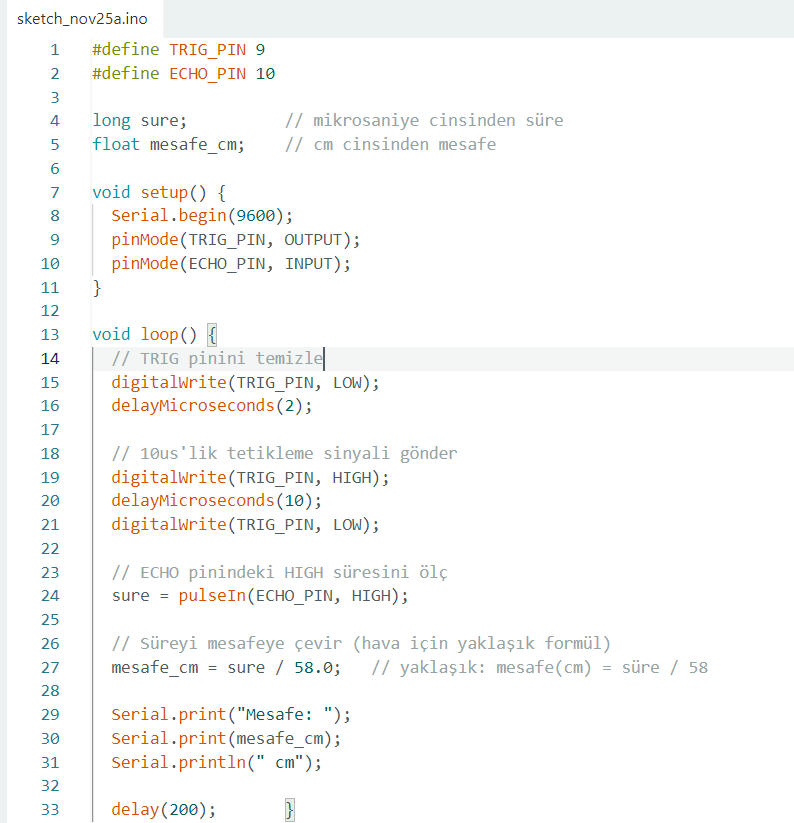 sketch_nov25a.ino
1 #define TRIG_PIN 9
2 #define ECHO_PIN 10
3
4 long sure;          // mikrosaniye cinsinden süre
5 float mesafe_cm;    // cm cinsinden mesafe
6
7 void setup() {
8   Serial.begin(9600);
9   pinMode(TRIG_PIN, OUTPUT);
10   pinMode(ECHO_PIN, INPUT);
11 }
12
13 void loop() {
14   // TRIG pinini temizle
15   digitalWrite(TRIG_PIN, LOW);
16   delayMicroseconds(2);
17
18   // 10us'lik tetikleme sinyali gönder
19   digitalWrite(TRIG_PIN, HIGH);
20   delayMicroseconds(10);
21   digitalWrite(TRIG_PIN, LOW);
22
23   // ECHO pinindeki HIGH süresini ölç
24   sure = pulseIn(ECHO_PIN, HIGH);
25
26   // Süreyi mesafeye çevir (hava için yaklaşık formül)
27   mesafe_cm = sure / 58.0;   // yaklaşık: mesafe(cm) = süre / 58
28
29   Serial.print("Mesafe: ");
30   Serial.print(mesafe_cm);
31   Serial.println(" cm");
32
33   delay(200);       }